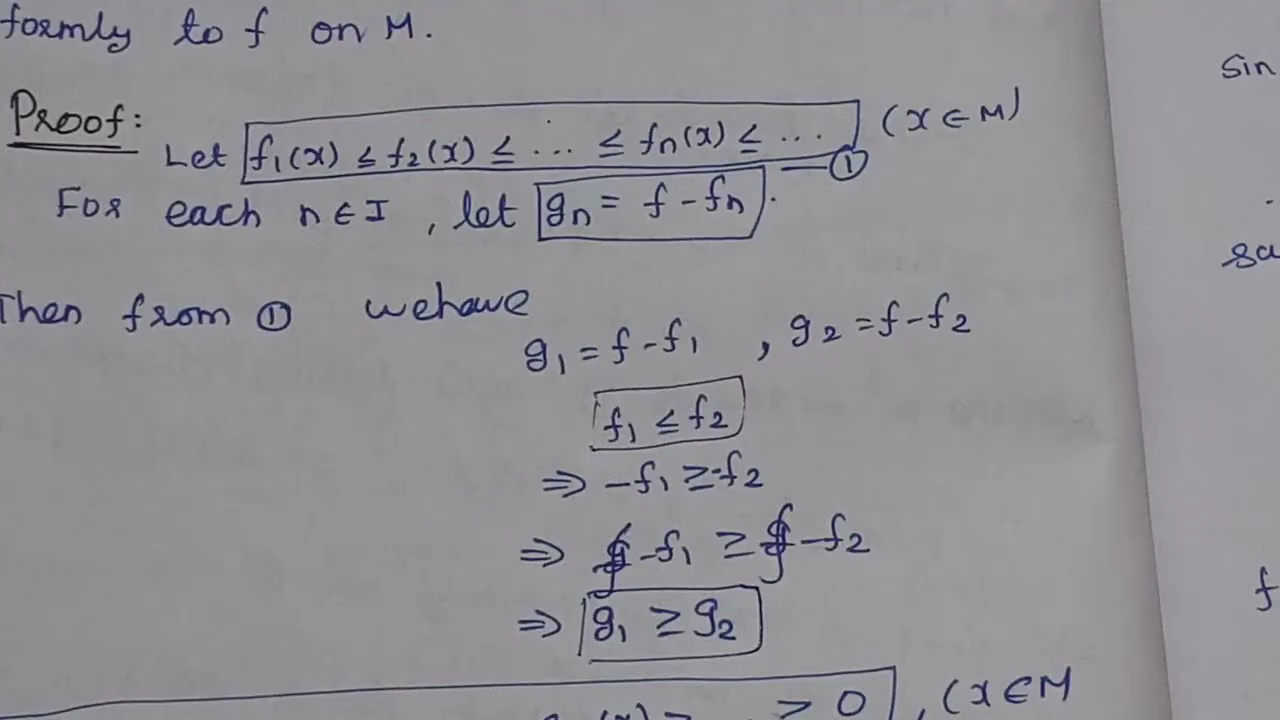 formly to f on M.
Proof:
Let f₁(x) ≤ f₂(x) ≤ ... ≤ fₙ(x) ≤ ... (x ∈ M)
—①
For each n ∈ I, let gₙ = f - fₙ.
Then from ① we have
g₁ = f - f₁, g₂ = f - f₂
f₁ ≤ f₂
⇒ -f₁ ≥ -f₂
⇒ f - f₁ ≥ f - f₂
⇒ g₁ ≥ g₂
(x) ≥ ... ≥ 0, (x ∈ M
Sin
sa
f